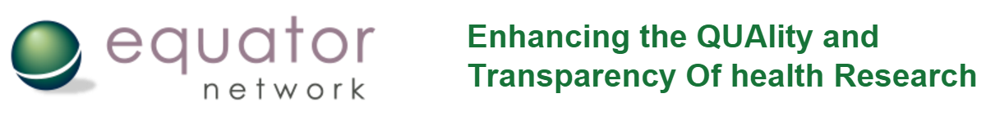 equator
network
Enhancing the QUAlity and
Transparency Of health Research